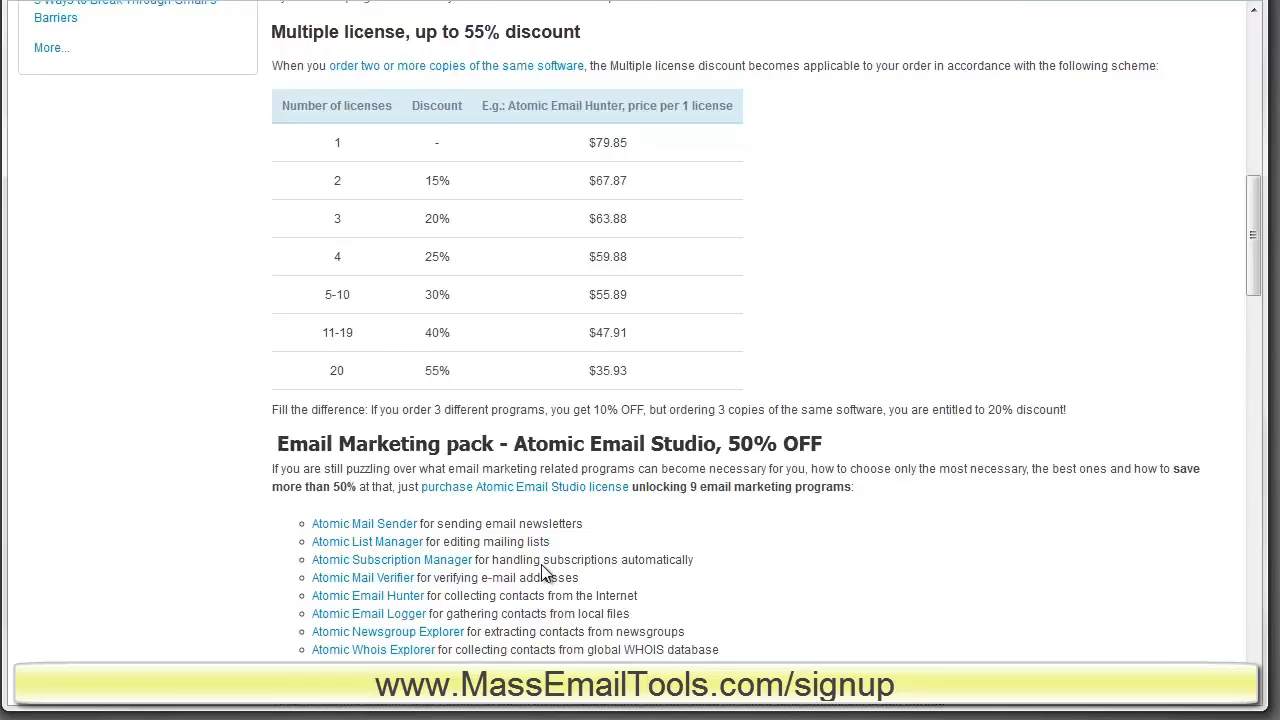 Barriers
More...
Multiple license, up to 55% discount
When you order two or more copies of the same software, the Multiple license discount becomes applicable to your order in accordance with the following scheme:
Number of licenses Discount E.g.: Atomic Email Hunter, price per 1 license
1 - $79.85
2 15% $67.87
3 20% $63.88
4 25% $59.88
5-10 30% $55.89
11-19 40% $47.91
20 55% $35.93
Fill the difference: If you order 3 different programs, you get 10% OFF, but ordering 3 copies of the same software, you are entitled to 20% discount!
Email Marketing pack - Atomic Email Studio, 50% OFF
If you are still puzzling over what email marketing related programs can become necessary for you, how to choose only the most necessary, the best ones and how to save
more than 50% at that, just purchase Atomic Email Studio license unlocking 9 email marketing programs:
Atomic Mail Sender for sending email newsletters
Atomic List Manager for editing mailing lists
Atomic Subscription Manager for handling subscriptions automatically
Atomic Mail Verifier for verifying e-mail addresses
Atomic Email Hunter for collecting contacts from the Internet
Atomic Email Logger for gathering contacts from local files
Atomic Newsgroup Explorer for extracting contacts from newsgroups
Atomic Whois Explorer for collecting contacts from global WHOIS database
www.MassEmailTools.com/signup